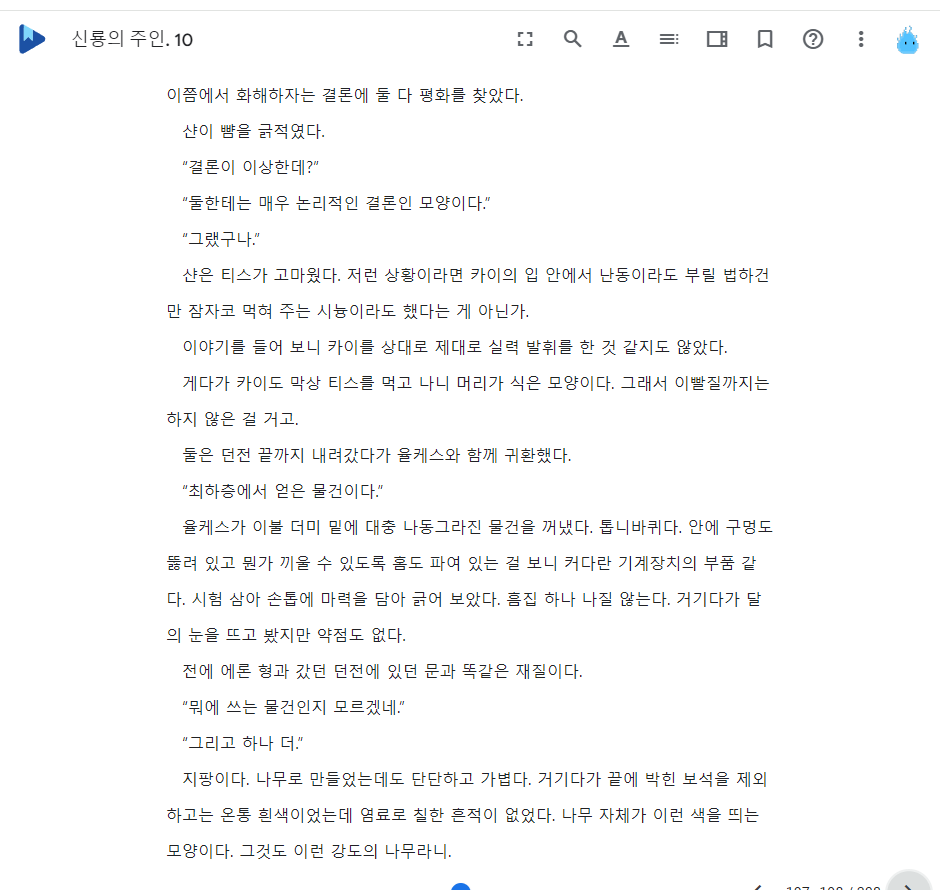 신룡의 주인. 10
이쯤에서 화해하자는 결론에 둘 다 평화를 찾았다.
샨이 뺨을 긁적였다.
“결론이 이상한데?”
“둘한테는 매우 논리적인 결론인 모양이다.”
“그랬구나.”
샨은 티스가 고마웠다. 저런 상황이라면 카이의 입 안에서 난동이라도 부릴 법하건
만 잠자코 먹혀 주는 시늉이라도 했다는 게 아닌가.
이야기를 들어 보니 카이를 상대로 제대로 실력 발휘를 한 것 같지도 않았다.
게다가 카이도 막상 티스를 먹고 나니 머리가 식은 모양이다. 그래서 이빨질까지는
하지 않은 걸 거고.
둘은 던전 끝까지 내려갔다가 율케스와 함께 귀환했다.
“최하층에서 얻은 물건이다.”
율케스가 이불 더미 밑에 대충 나동그라진 물건을 꺼냈다. 톱니바퀴다. 안에 구멍도
뚫려 있고 뭔가 끼울 수 있도록 홈도 파여 있는 걸 보니 커다란 기계장치의 부품 같
다. 시험 삼아 손톱에 마력을 담아 긁어 보았다. 흠집 하나 나질 않는다. 거기다가 달
의 눈을 뜨고 봤지만 약점도 없다.
전에 에론 형과 갔던 던전에 있던 문과 똑같은 재질이다.
“뭐에 쓰는 물건인지 모르겠네.”
“그리고 하나 더.”
지팡이다. 나무로 만들었는데도 단단하고 가볍다. 거기다가 끝에 박힌 보석을 제외
하고는 온통 흰색이었는데 염료로 칠한 흔적이 없었다. 나무 자체가 이런 색을 띄는
모양이다. 그것도 이런 강도의 나무라니.